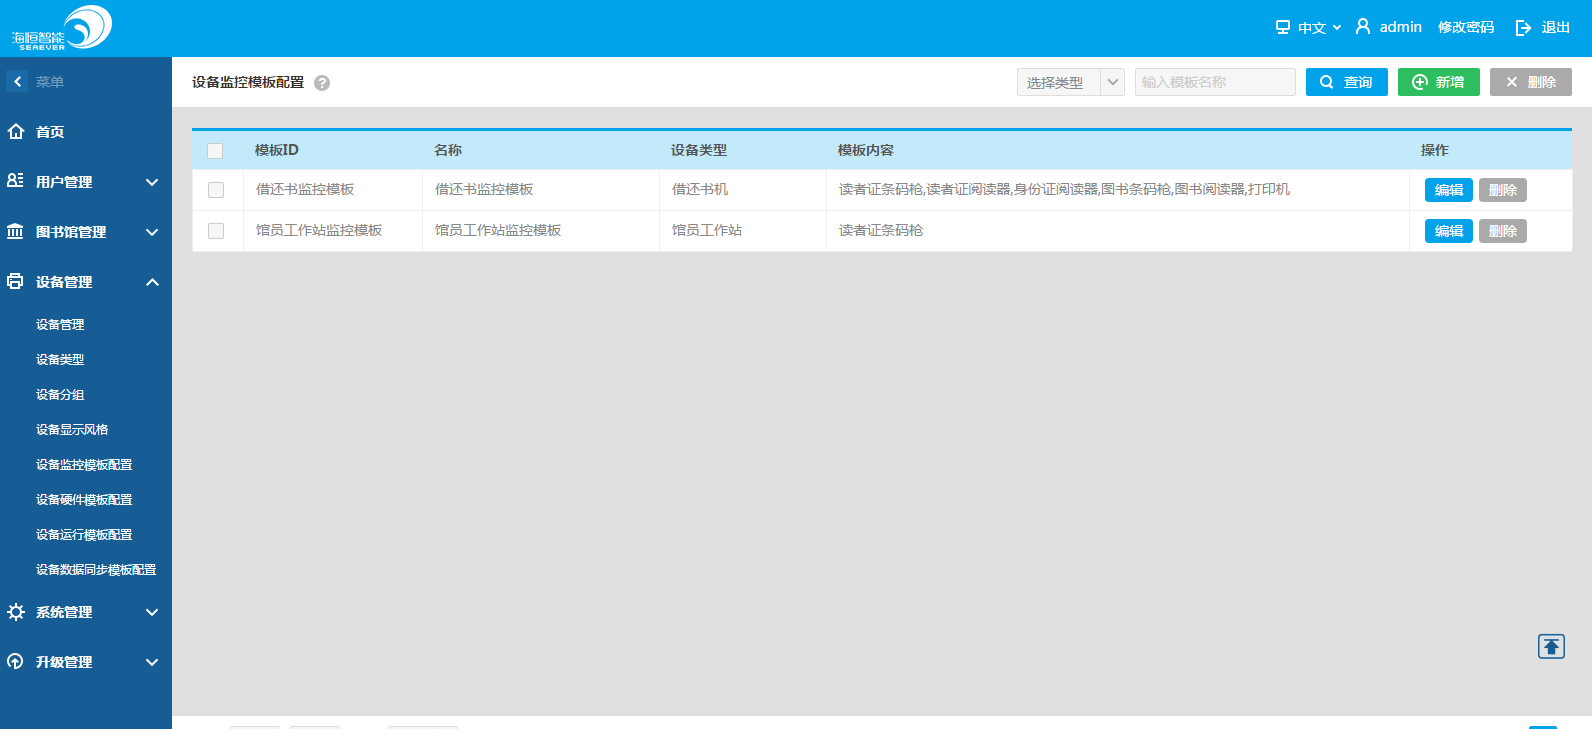 海恒智能
SEAEVER
中文 admin 修改密码 退出
菜单
首页
用户管理
图书馆管理
设备管理
设备管理
设备类型
设备分组
设备显示风格
设备监控模板配置
设备硬件模板配置
设备运行模板配置
设备数据同步模板配置
系统管理
升级管理
设备监控模板配置 ?
选择类型 输入模板名称 查询 新增 删除
模板ID 名称 设备类型 模板内容 操作
借还书监控模板 借还书监控模板 借还书机 读者证条码枪,读者证阅读器,身份证阅读器,图书条码枪,图书阅读器,打印机 编辑 删除
馆员工作站监控模板 馆员工作站监控模板 馆员工作站 读者证条码枪 编辑 删除